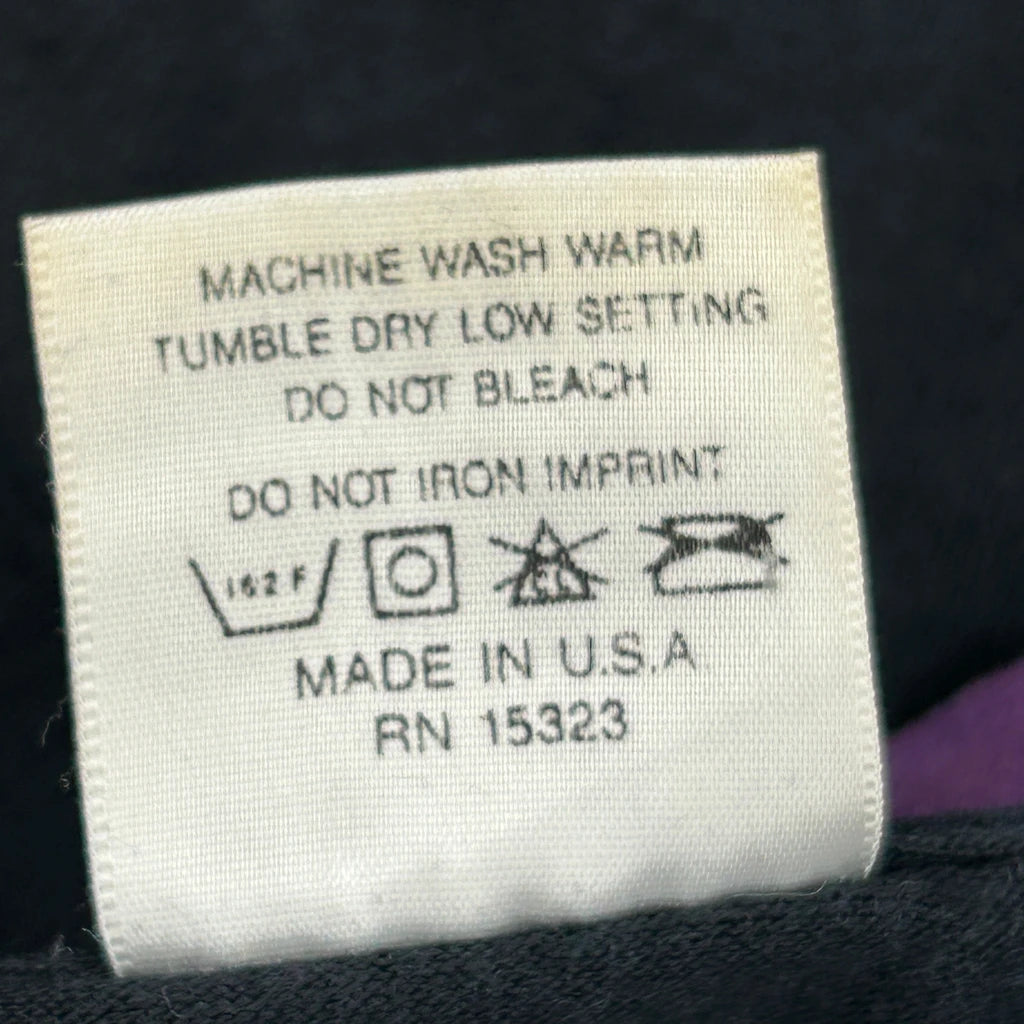 MACHINE WASH WARM
TUMBLE DRY LOW SETTING
DO NOT BLEACH
DO NOT IRON IMPRINT
162 F CL
MADE IN U.S.A
RN 15323